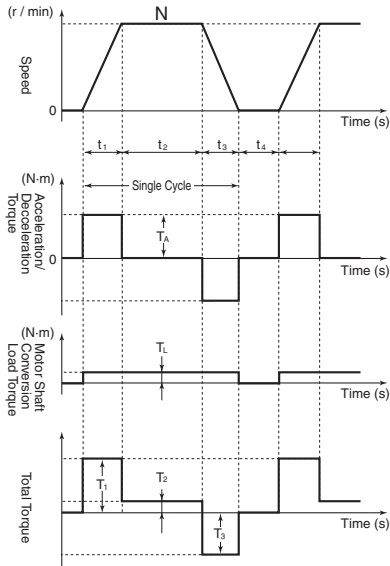 (r / min)
N
Speed
0
Time (s)
t1 t2 t3 t4
(N·m)
Single Cycle
Acceleration/
Decceleration
Torque
TA
0
Time (s)
(N·m)
Motor Shaft
Conversion
Load Torque
TL
Time (s)
Total Torque
T1
T2
T3
Time (s)